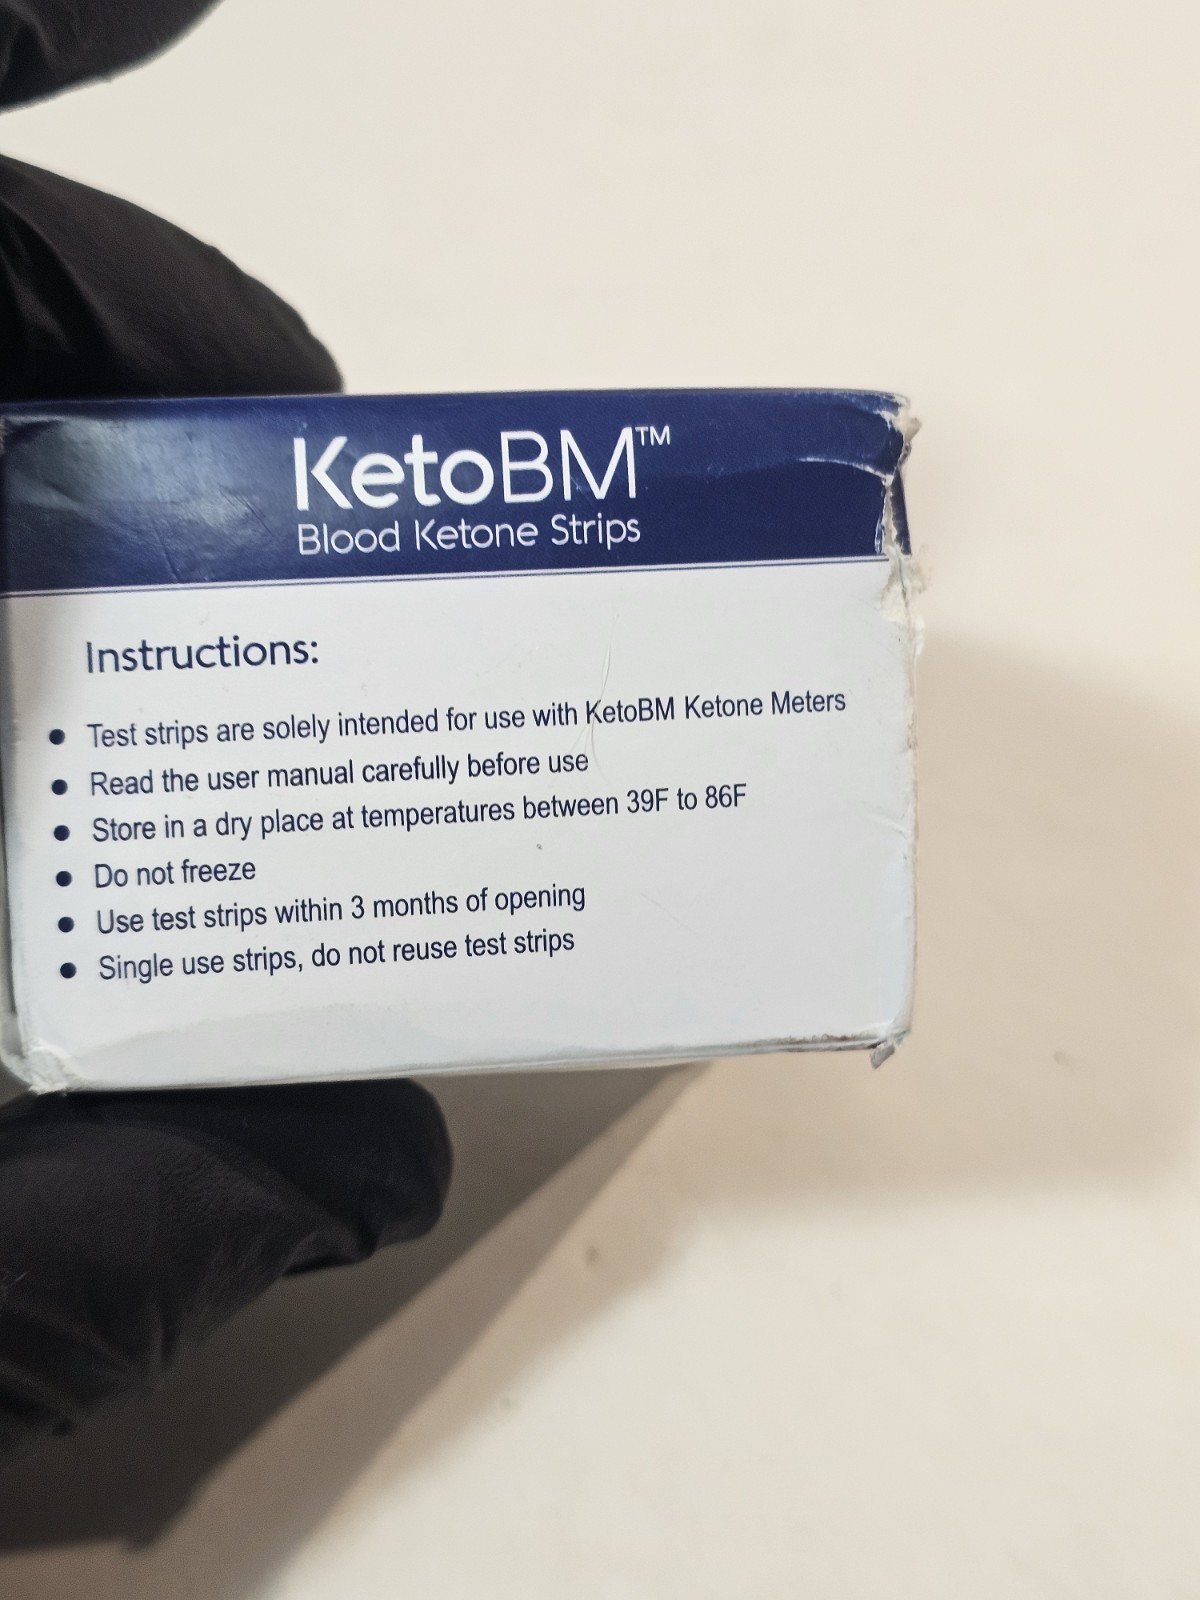 KetoBM™
Blood Ketone Strips
Instructions:
• Test strips are solely intended for use with KetoBM Ketone Meters
• Read the user manual carefully before use
• Store in a dry place at temperatures between 39F to 86F
• Do not freeze
• Use test strips within 3 months of opening
• Single use strips, do not reuse test strips